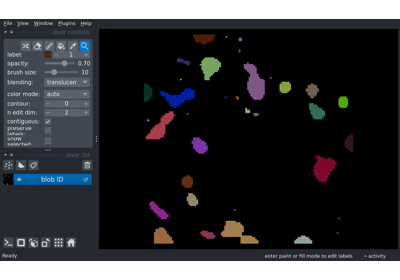 File View Window Plugins Help
layer controls
label: 1
opacity: 0.70
brush size: 10
blending: translucen
color mode: auto
contour: 0
n edit dim: 2
contiguous:
preserve labels:
show selected:
layer list
blob ID
Ready
enter paint or fill mode to edit labels activity